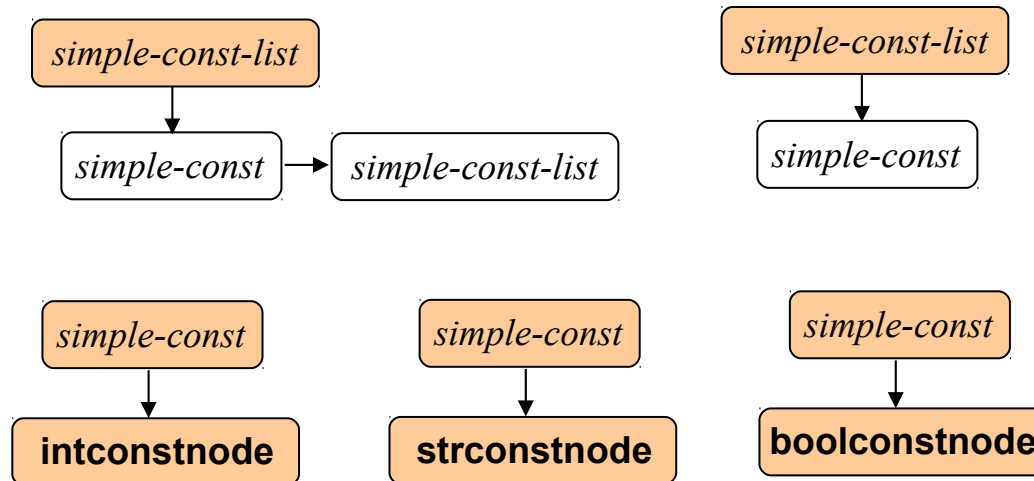 simple-const-list
simple-const-list
simple-const
simple-const-list
simple-const
simple-const
simple-const
simple-const
intconstnode
strconstnode
boolconstnode